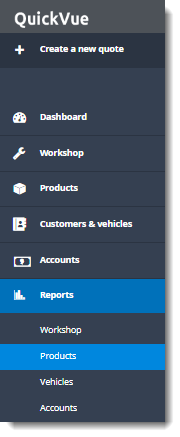 QuickVue
Create a new quote
Dashboard
Workshop
Products
Customers & vehicles
Accounts
Reports
Workshop
Products
Vehicles
Accounts